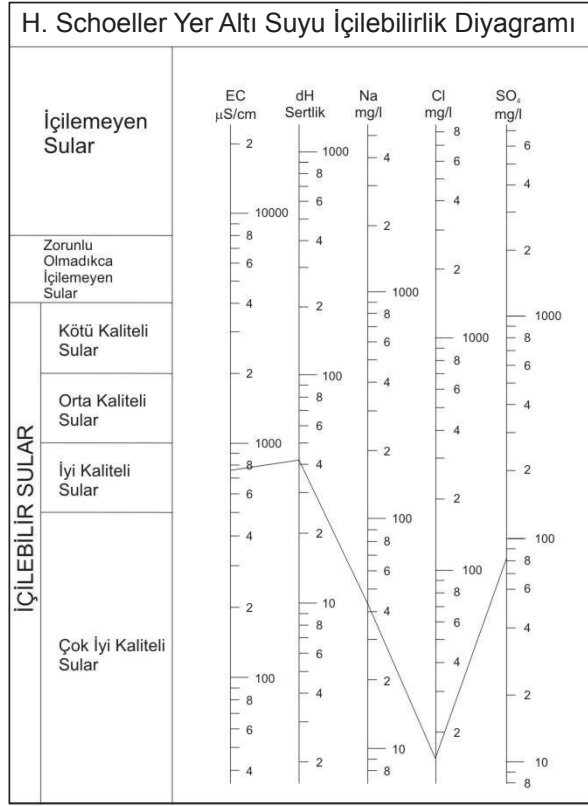 H. Schoeller Yer Altı Suyu İçilebilirlik Diyagramı
İçilemeyen
Sular
Zorunlu
Olmadıkca
İçilemeyen
Sular
İÇİLEBİLİR SULAR
Kötü Kaliteli
Sular
Orta Kaliteli
Sular
İyi Kaliteli
Sular
Çok İyi Kaliteli
Sular
EC
µS/cm
2
10000
8
6
4
2
1000
8
6
4
2
100
8
6
4
dH
Sertlik
1000
8
6
4
2
100
8
6
4
2
10
8
6
4
2
Na
mg/l
4
2
1000
8
6
4
2
100
8
6
4
2
10
8
Cl
mg/l
8
6
4
2
1000
8
6
4
2
100
8
6
4
2
SO₄
mg/l
6
4
2
1000
8
6
4
2
100
8
6
4
2
10
8